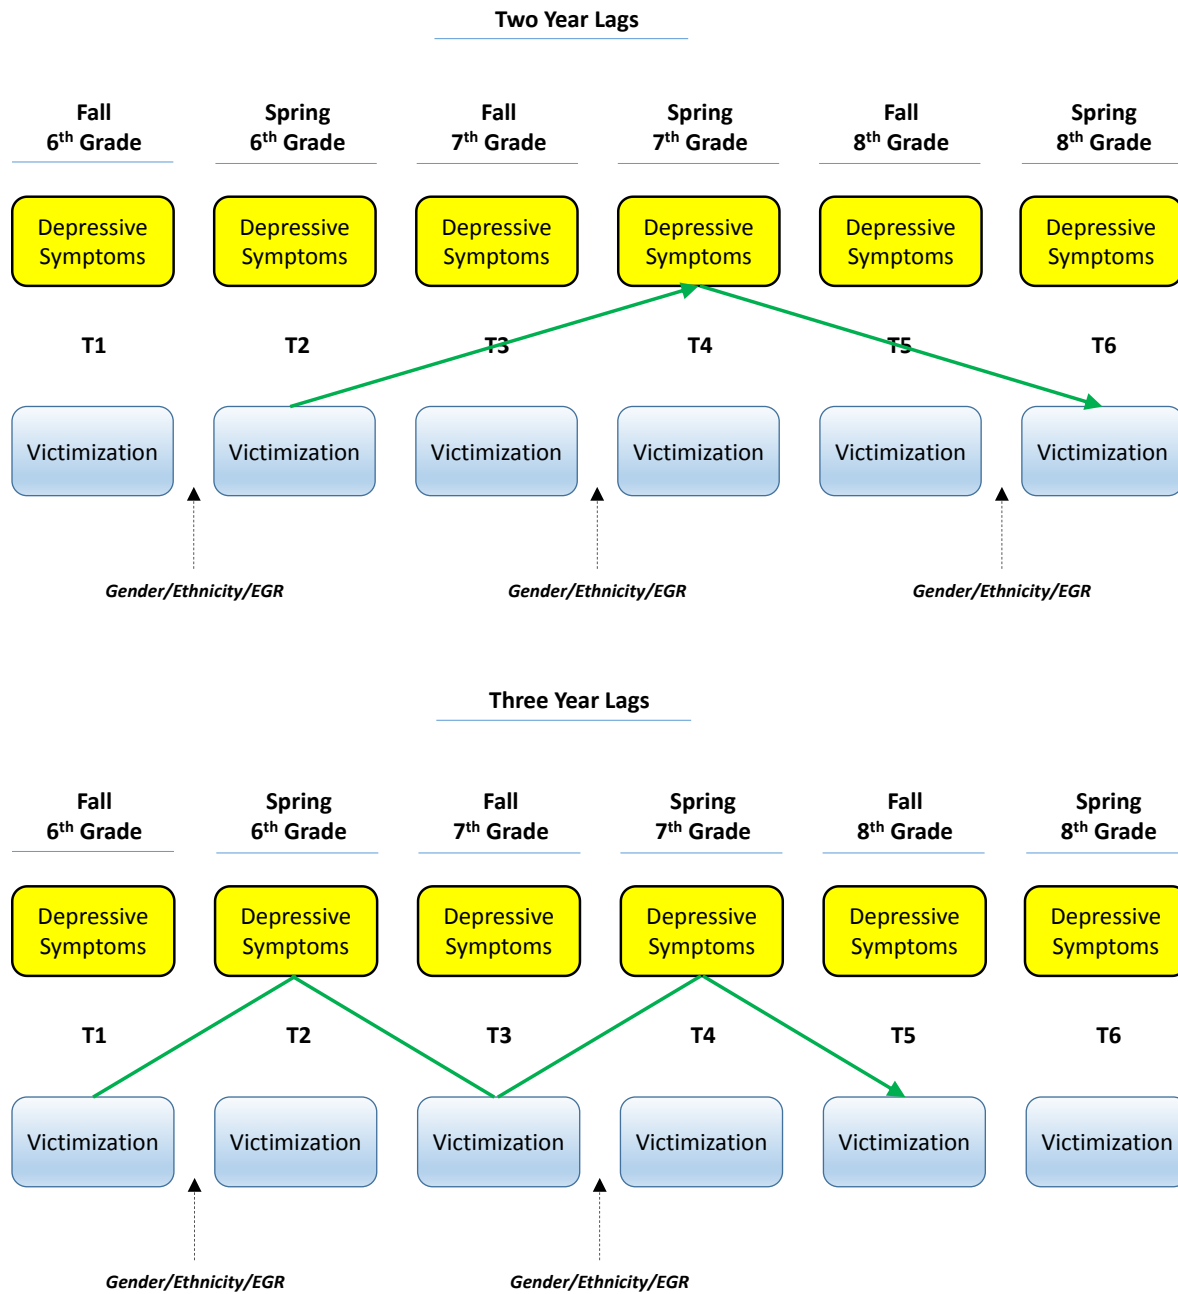 Two Year Lags
Fall Spring Fall Spring Fall Spring
6th Grade 6th Grade 7th Grade 7th Grade 8th Grade 8th Grade
Depressive Depressive Depressive Depressive Depressive Depressive
Symptoms Symptoms Symptoms Symptoms Symptoms Symptoms
T1 T2 T3 T4 T5 T6
Victimization Victimization Victimization Victimization Victimization Victimization
Gender/Ethnicity/EGR Gender/Ethnicity/EGR Gender/Ethnicity/EGR
Three Year Lags
Fall Spring Fall Spring Fall Spring
6th Grade 6th Grade 7th Grade 7th Grade 8th Grade 8th Grade
Depressive Depressive Depressive Depressive Depressive Depressive
Symptoms Symptoms Symptoms Symptoms Symptoms Symptoms
T1 T2 T3 T4 T5 T6
Victimization Victimization Victimization Victimization Victimization Victimization
Gender/Ethnicity/EGR Gender/Ethnicity/EGR